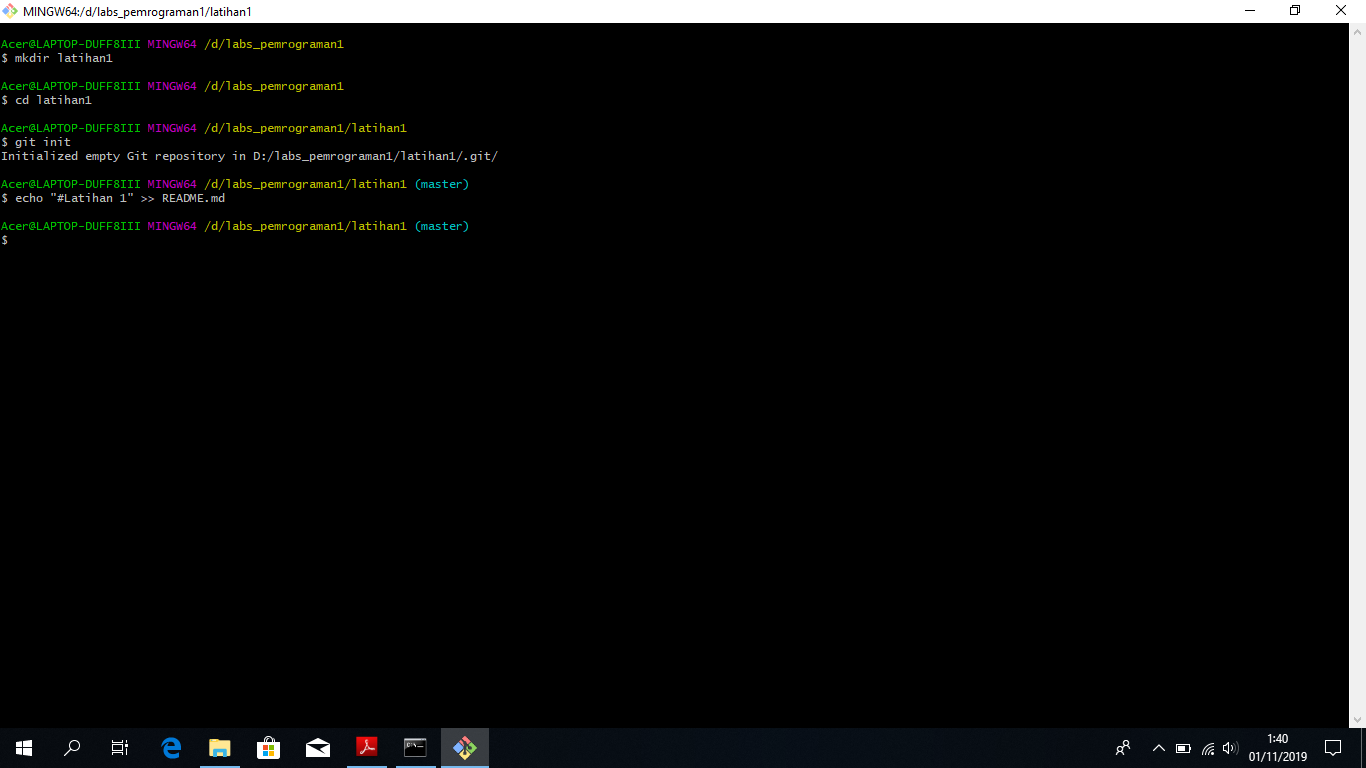 MINGW64:/d/labs_pemrograman1/latihan1
Acer@LAPTOP-DUFF8III MINGW64 /d/labs_pemrograman1
$ mkdir latihan1
Acer@LAPTOP-DUFF8III MINGW64 /d/labs_pemrograman1
$ cd latihan1
Acer@LAPTOP-DUFF8III MINGW64 /d/labs_pemrograman1/latihan1
$ git init
Initialized empty Git repository in D:/labs_pemrograman1/latihan1/.git/
Acer@LAPTOP-DUFF8III MINGW64 /d/labs_pemrograman1/latihan1 (master)
$ echo "#Latihan 1" >> README.md
Acer@LAPTOP-DUFF8III MINGW64 /d/labs_pemrograman1/latihan1 (master)
$
1:40
01/11/2019